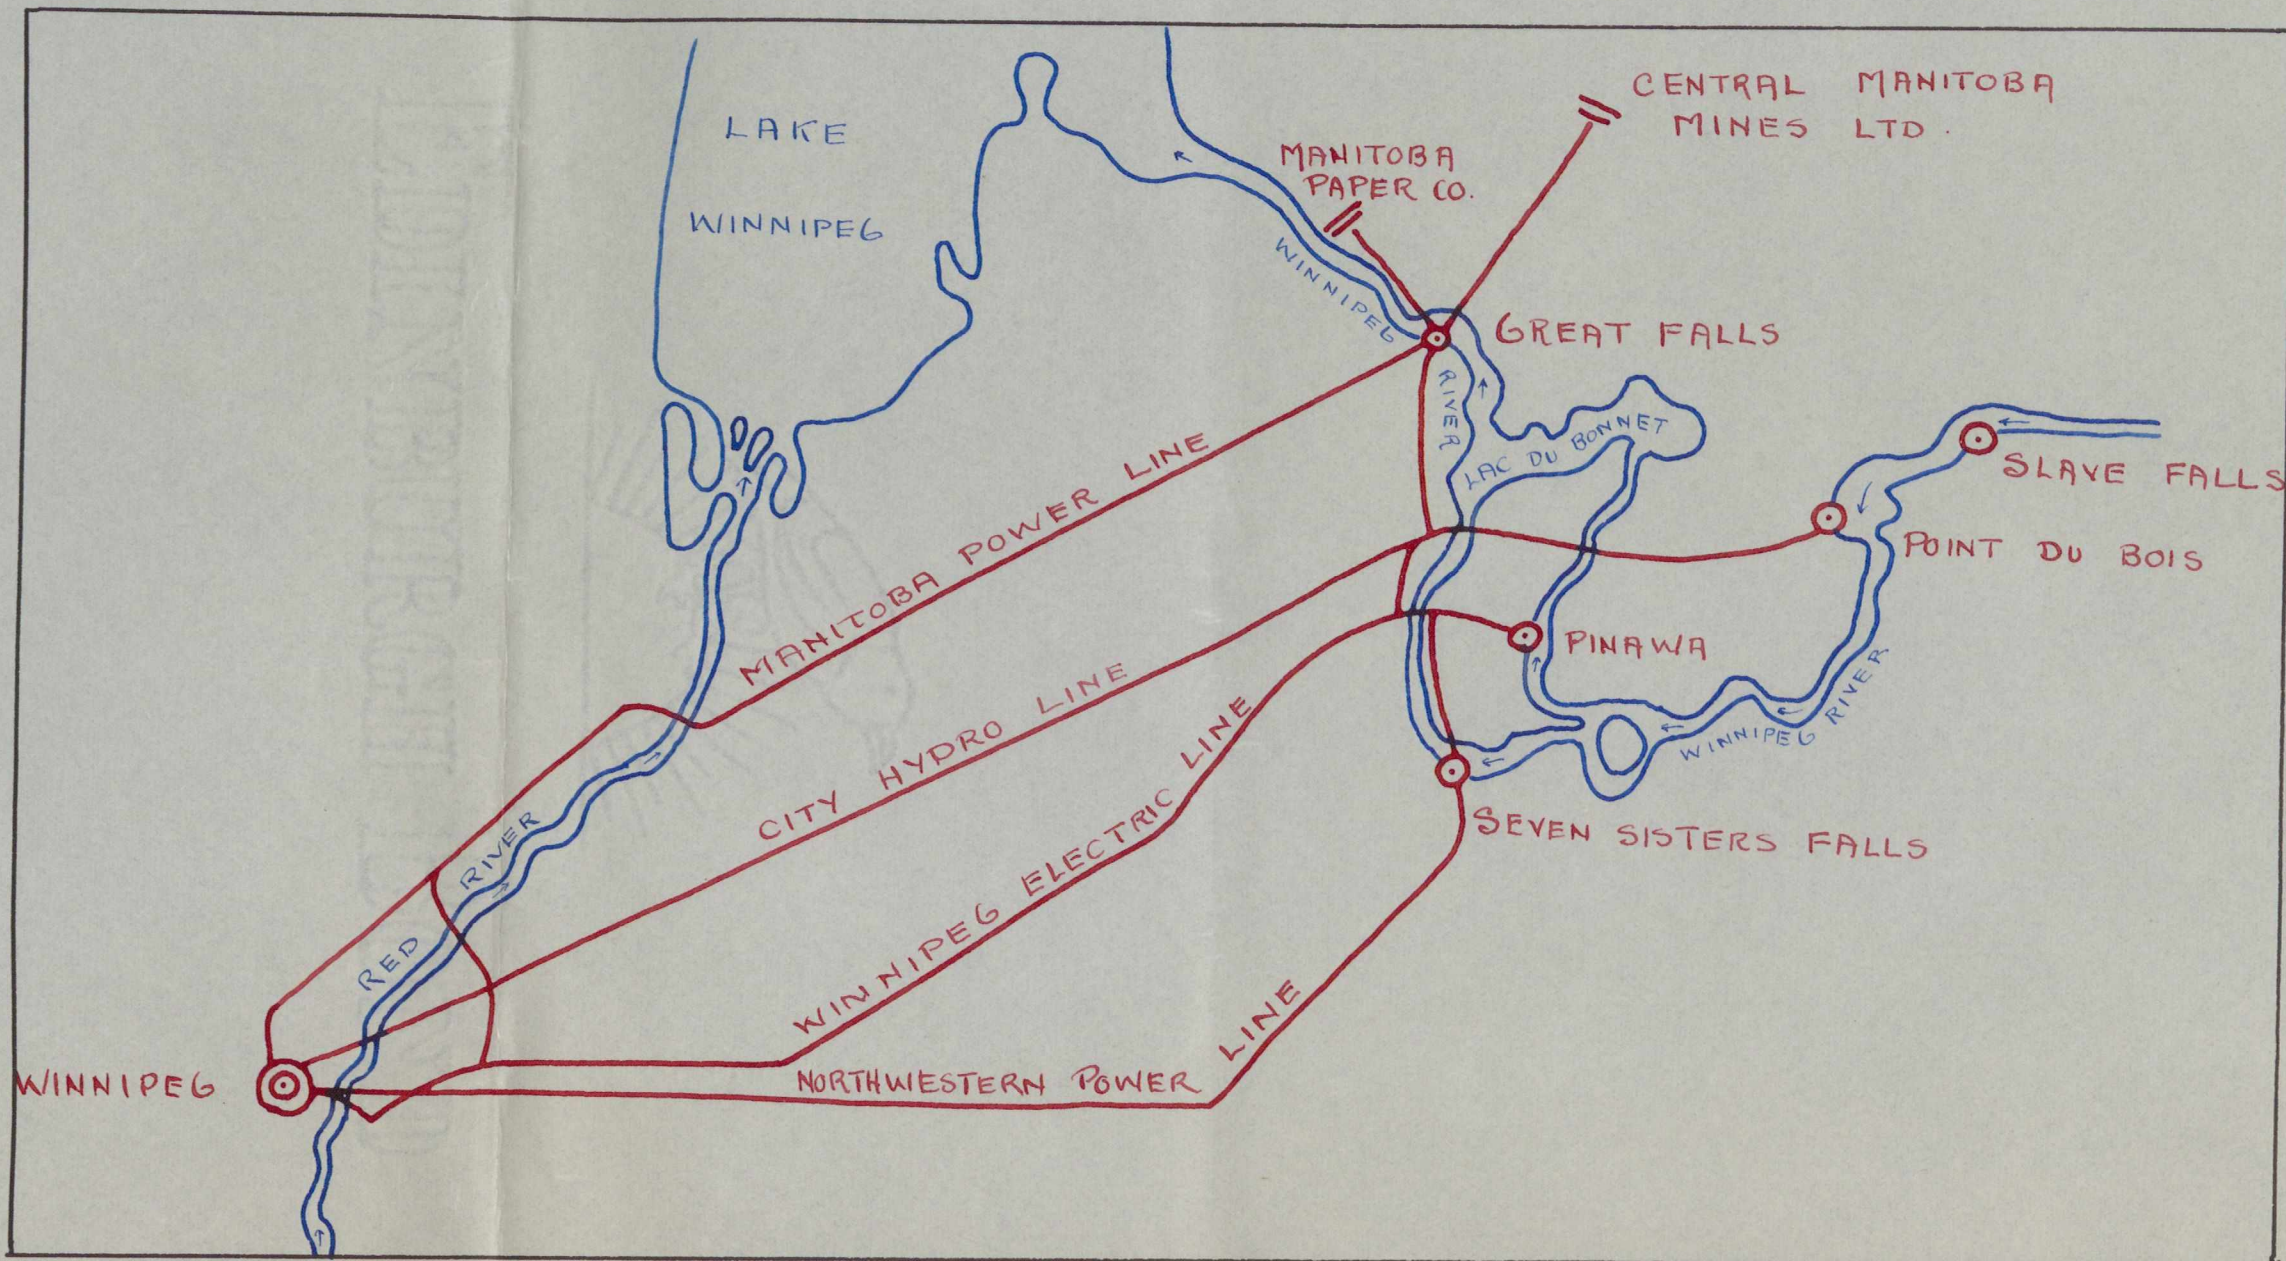 CENTRAL MANITOBA
MINES LTD.
LAKE
WINNIPEG
MANITOBA
PAPER CO.
WINNIPEG
GREAT FALLS
RIVER
LAC DU BONNET
SLAVE FALLS
POINT DU BOIS
MANITOBA POWER LINE
PINAWA
CITY HYDRO LINE
WINNIPEG RIVER
WINNIPEG ELECTRIC LINE
SEVEN SISTERS FALLS
RED RIVER
NORTHWESTERN POWER LINE
WINNIPEG